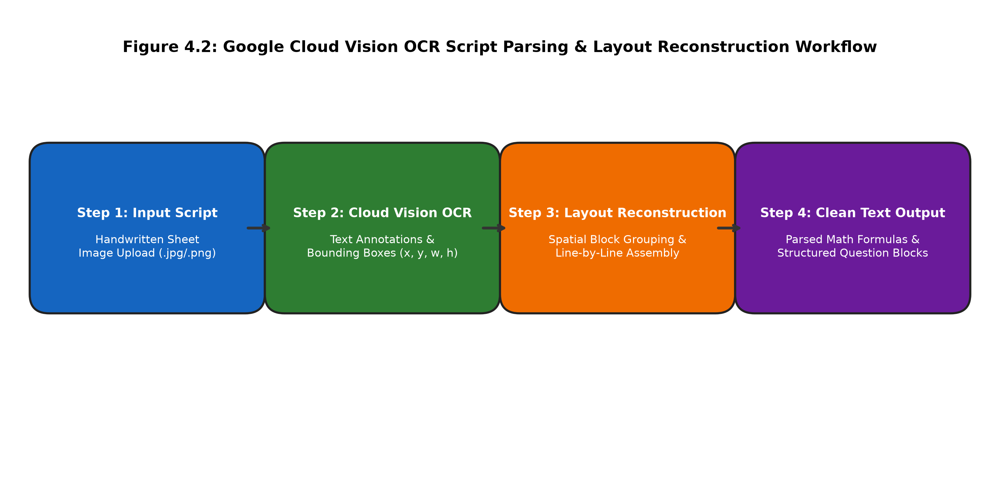 Figure 4.2: Google Cloud Vision OCR Script Parsing & Layout Reconstruction Workflow
Step 1: Input Script
Handwritten Sheet
Image Upload (.jpg/.png)
Step 2: Cloud Vision OCR
Text Annotations &
Bounding Boxes (x, y, w, h)
Step 3: Layout Reconstruction
Spatial Block Grouping &
Line-by-Line Assembly
Step 4: Clean Text Output
Parsed Math Formulas &
Structured Question Blocks